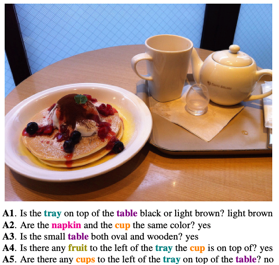 A1. Is the tray on top of the table black or light brown? light brown
A2. Are the napkin and the cup the same color? yes
A3. Is the small table both oval and wooden? yes
A4. Is there any fruit to the left of the tray the cup is on top of? yes
A5. Are there any cups to the left of the tray on top of the table? no